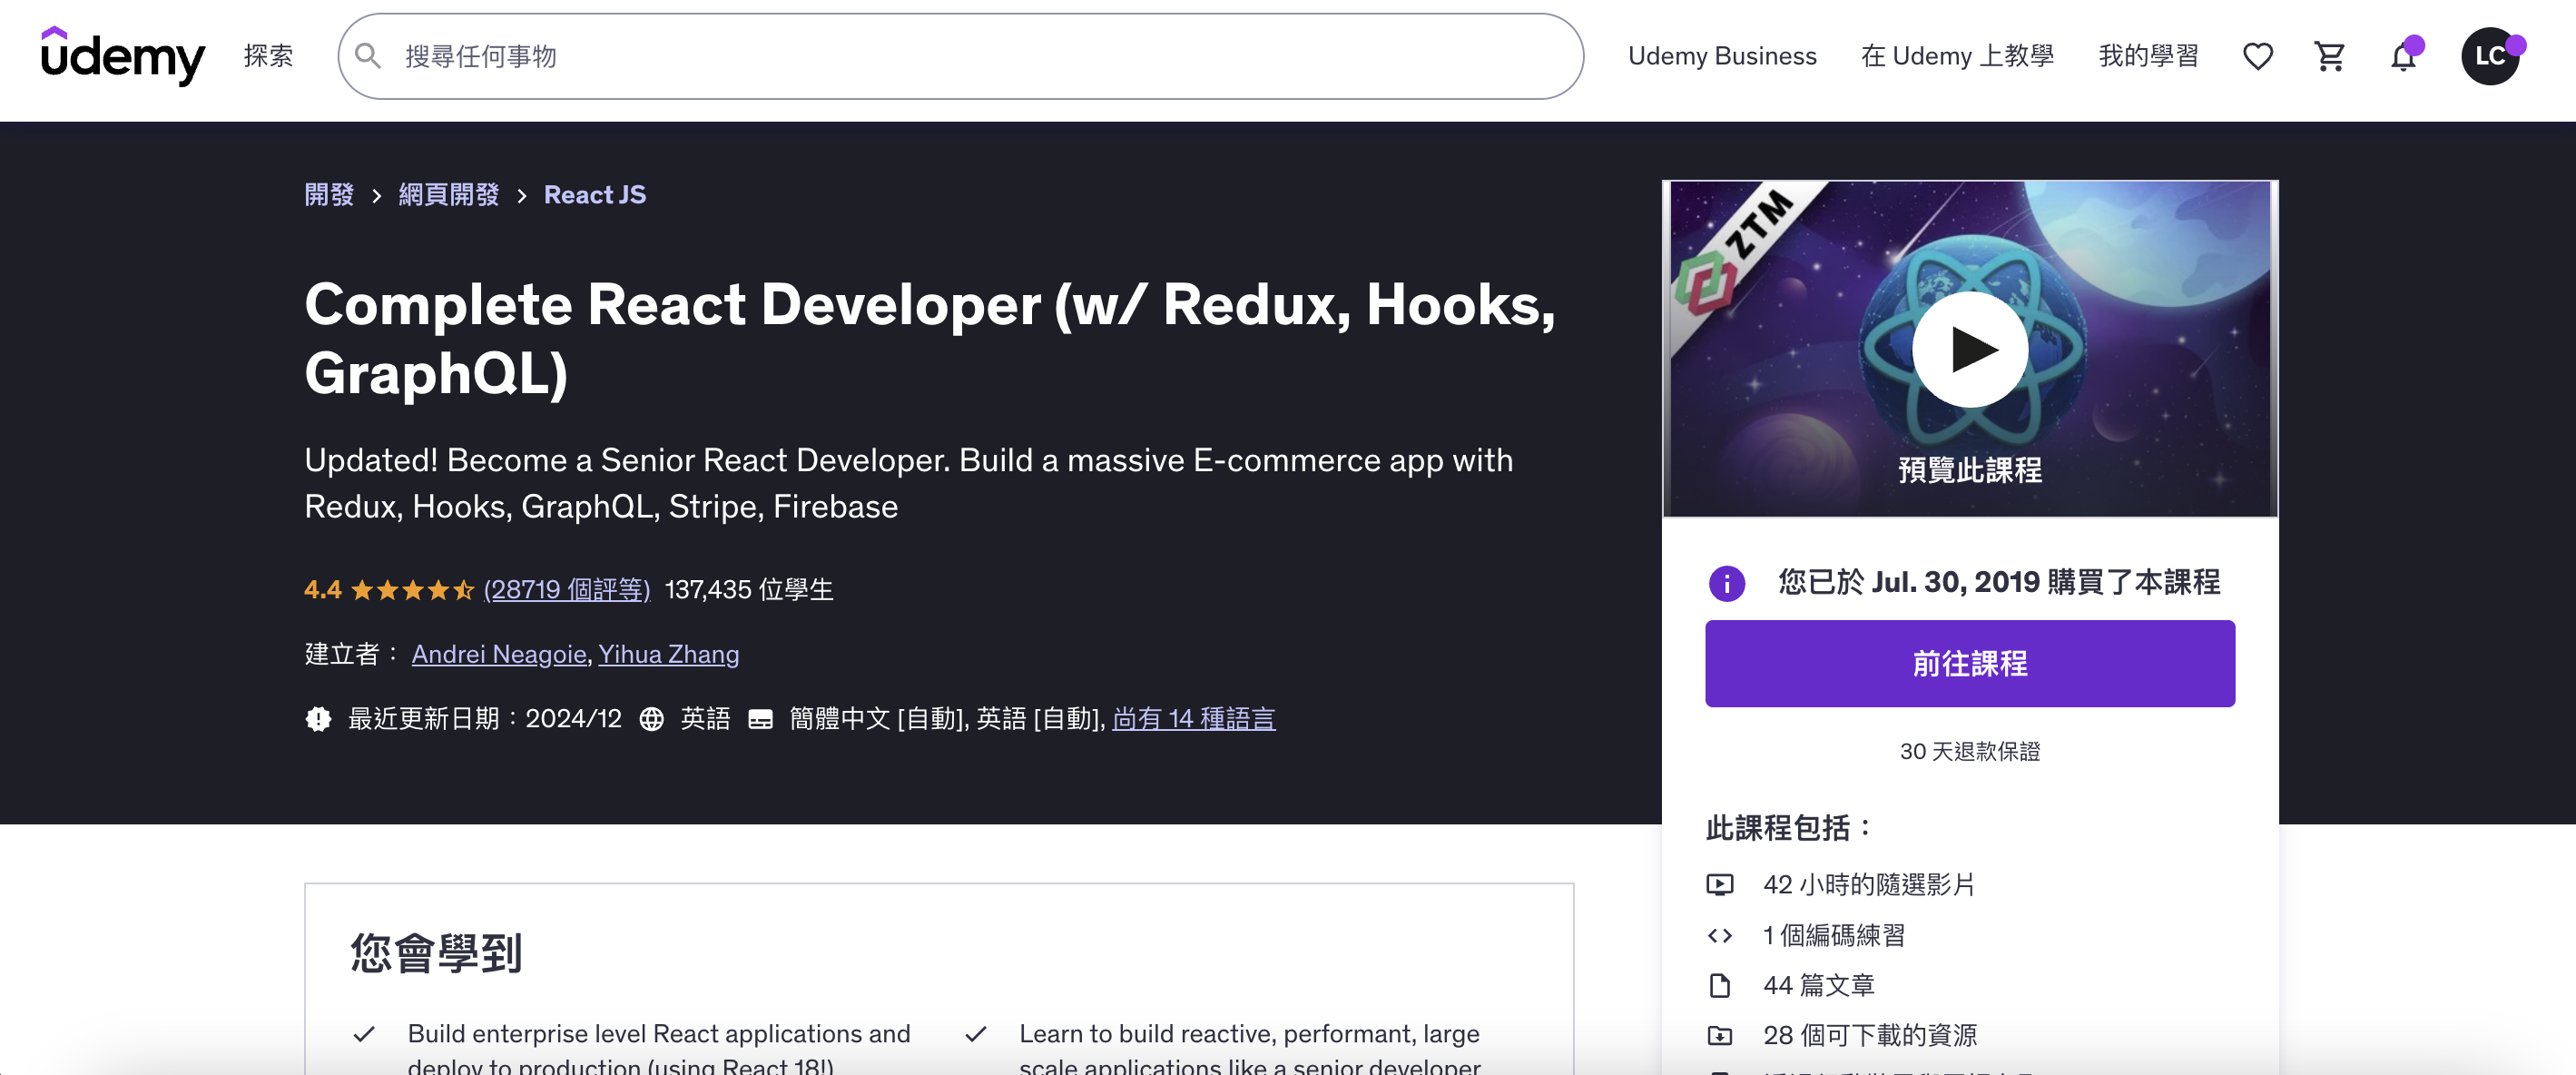 udemy
探索
搜尋任何事物
Udemy Business
在 Udemy 上教學
我的學習
LC
開發 > 網頁開發 > React JS
Complete React Developer (w/ Redux, Hooks,
GraphQL)
Updated! Become a Senior React Developer. Build a massive E-commerce app with
Redux, Hooks, GraphQL, Stripe, Firebase
4.4 (28719 個評等) 137,435 位學生
建立者： Andrei Neagoie, Yihua Zhang
最近更新日期：2024/12 英語 簡體中文 [自動], 英語 [自動], 尚有 14 種語言
ZTM
預覽此課程
您已於 Jul. 30, 2019 購買了本課程
前往課程
30 天退款保證
此課程包括：
42 小時的隨選影片
1 個編碼練習
44 篇文章
28 個可下載的資源
您會學到
Build enterprise level React applications and
deploy to production (using React 18!)
Learn to build reactive, performant, large
scale applications like a senior developer